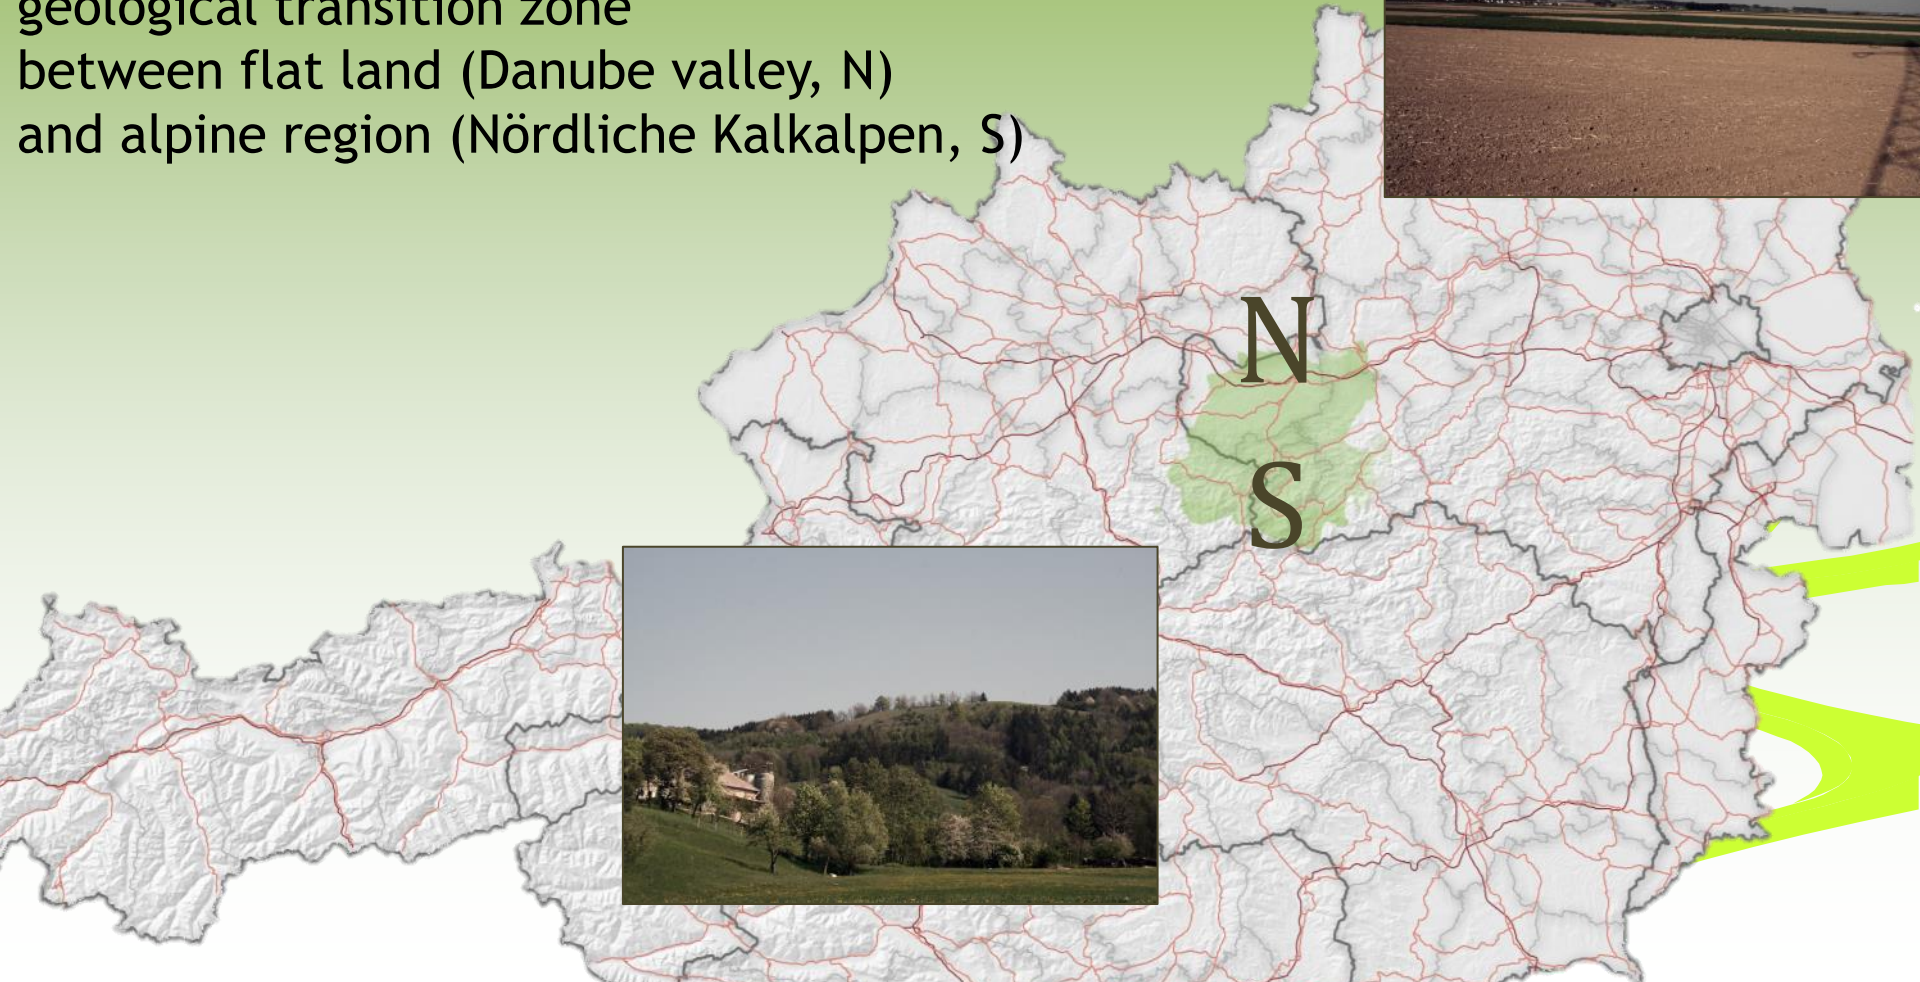 geological transition zone
between flat land (Danube valley, N)
and alpine region (Nördliche Kalkalpen, S)
N
S